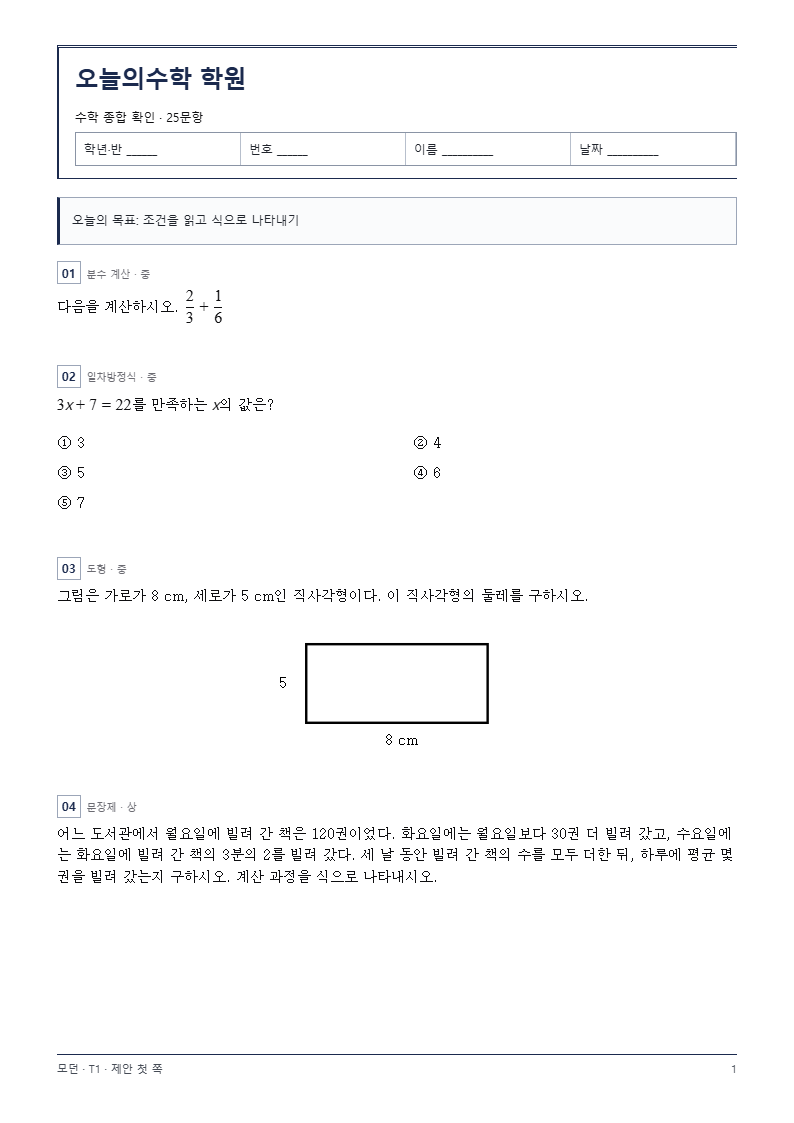 오늘의수학 학원
수학 종합 확인 · 25문항
학년·반 ______ 번호 ______ 이름 __________ 날짜 __________
오늘의 목표: 조건을 읽고 식으로 나타내기
01 분수 계산 · 중
다음을 계산하시오. 2/3 + 1/6
02 일차방정식 · 중
3x + 7 = 22를 만족하는 x의 값은?
① 3 ② 4
③ 5 ④ 6
⑤ 7
03 도형 · 중
그림은 가로가 8 cm, 세로가 5 cm인 직사각형이다. 이 직사각형의 둘레를 구하시오.
5
8 cm
04 문장제 · 상
어느 도서관에서 월요일에 빌려 간 책은 120권이었다. 화요일에는 월요일보다 30권 더 빌려 갔고, 수요일에
는 화요일에 빌려 간 책의 3분의 2를 빌려 갔다. 세 날 동안 빌려 간 책의 수를 모두 더한 뒤, 하루에 평균 몇
권을 빌려 갔는지 구하시오. 계산 과정을 식으로 나타내시오.
모던 · T1 · 제안 첫 쪽 1